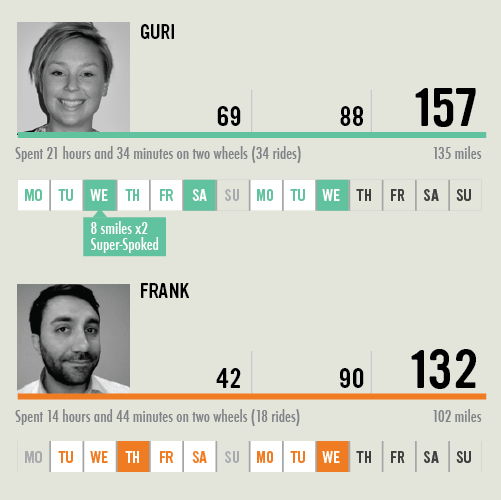 GURI
69 88 157
Spent 21 hours and 34 minutes on two wheels (34 rides) 135 miles
MO TU WE TH FR SA SU MO TU WE TH FR SA SU
8 smiles x2
Super-Spoked
FRANK
42 90 132
Spent 14 hours and 44 minutes on two wheels (18 rides) 102 miles
MO TU WE TH FR SA SU MO TU WE TH FR SA SU